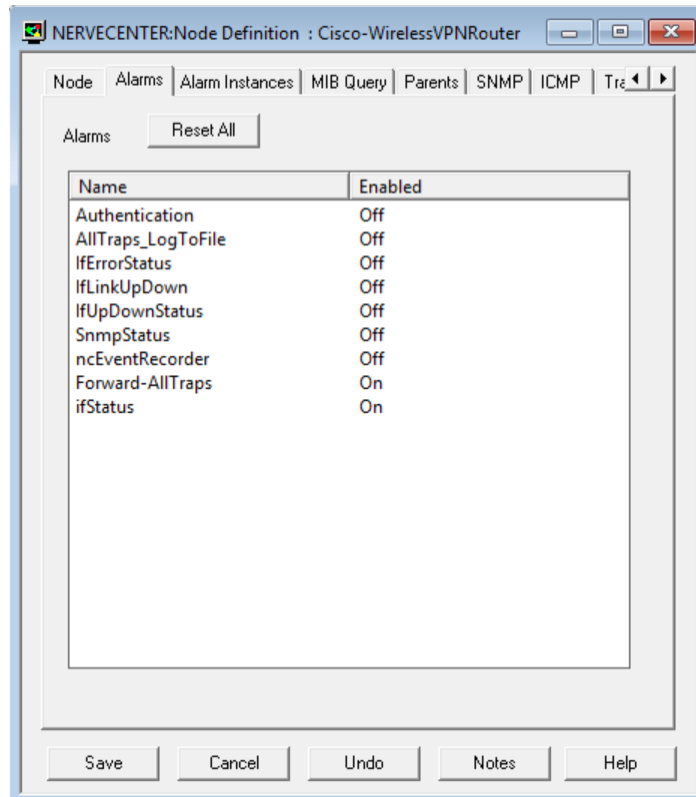 NERVECENTER:Node Definition : Cisco-WirelessVPNRouter
Node Alarms Alarm Instances MIB Query Parents SNMP ICMP
Alarms Reset All
Name Enabled
Authentication Off
AllTraps_LogToFile Off
IfErrorStatus Off
IfLinkUpDown Off
IfUpDownStatus Off
SnmpStatus Off
ncEventRecorder Off
Forward-AllTraps On
ifStatus On
Save Cancel Undo Notes Help